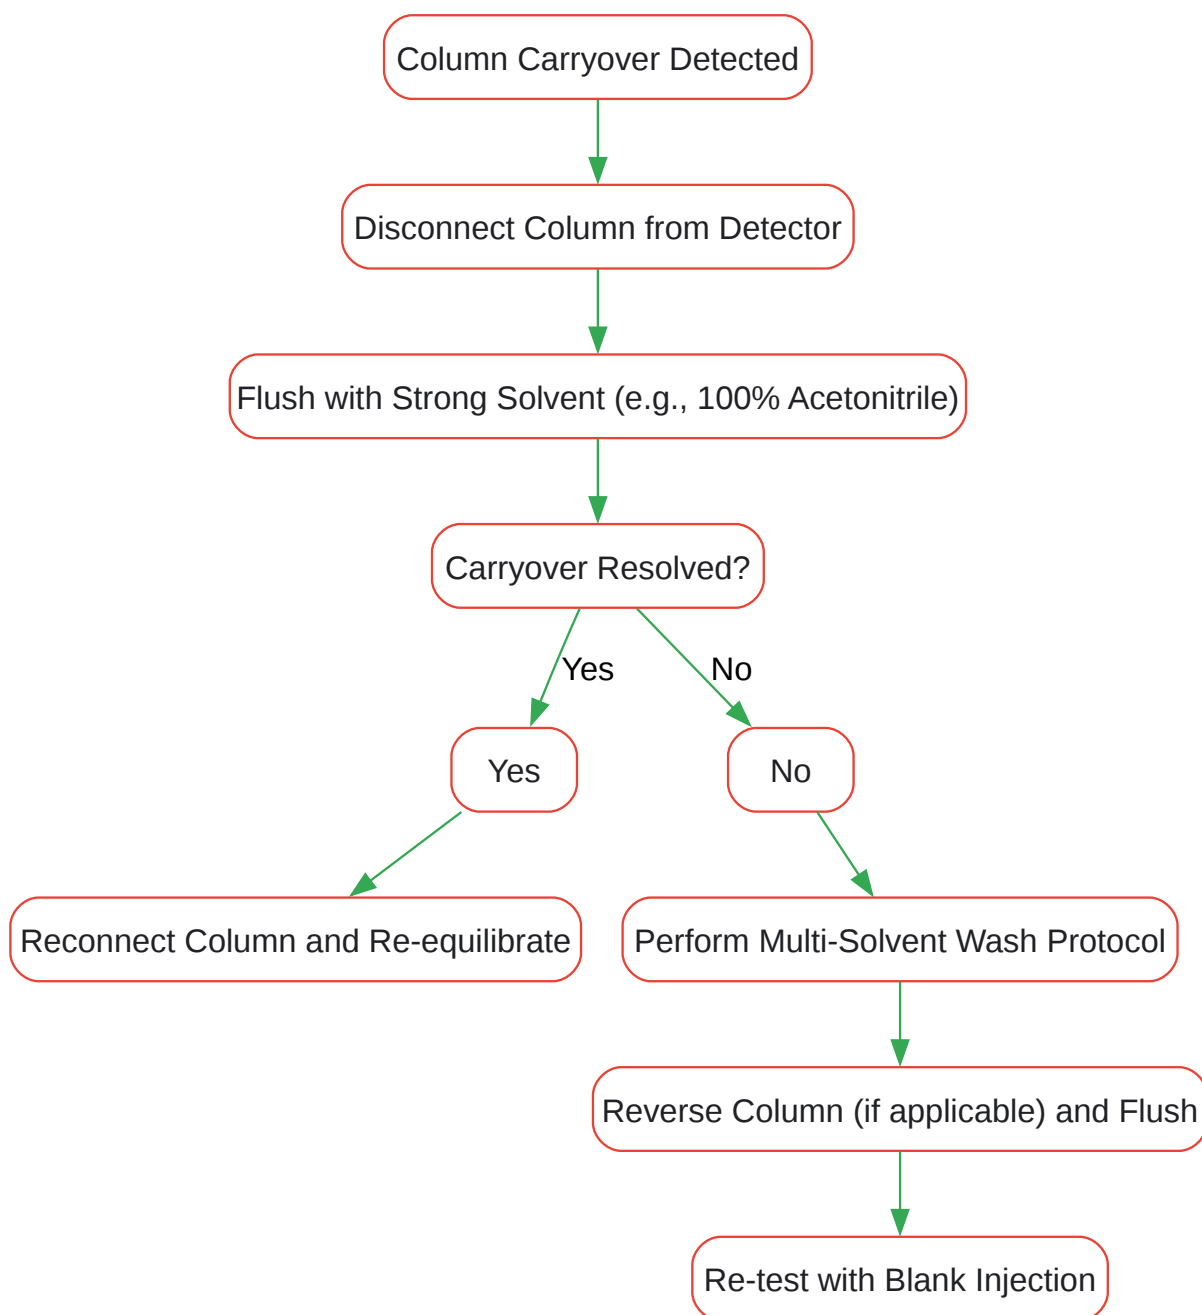 Column Carryover Detected
Disconnect Column from Detector
Flush with Strong Solvent (e.g., 100% Acetonitrile)
Carryover Resolved?
Yes
No
Yes
No
Reconnect Column and Re-equilibrate
Perform Multi-Solvent Wash Protocol
Reverse Column (if applicable) and Flush
Re-test with Blank Injection